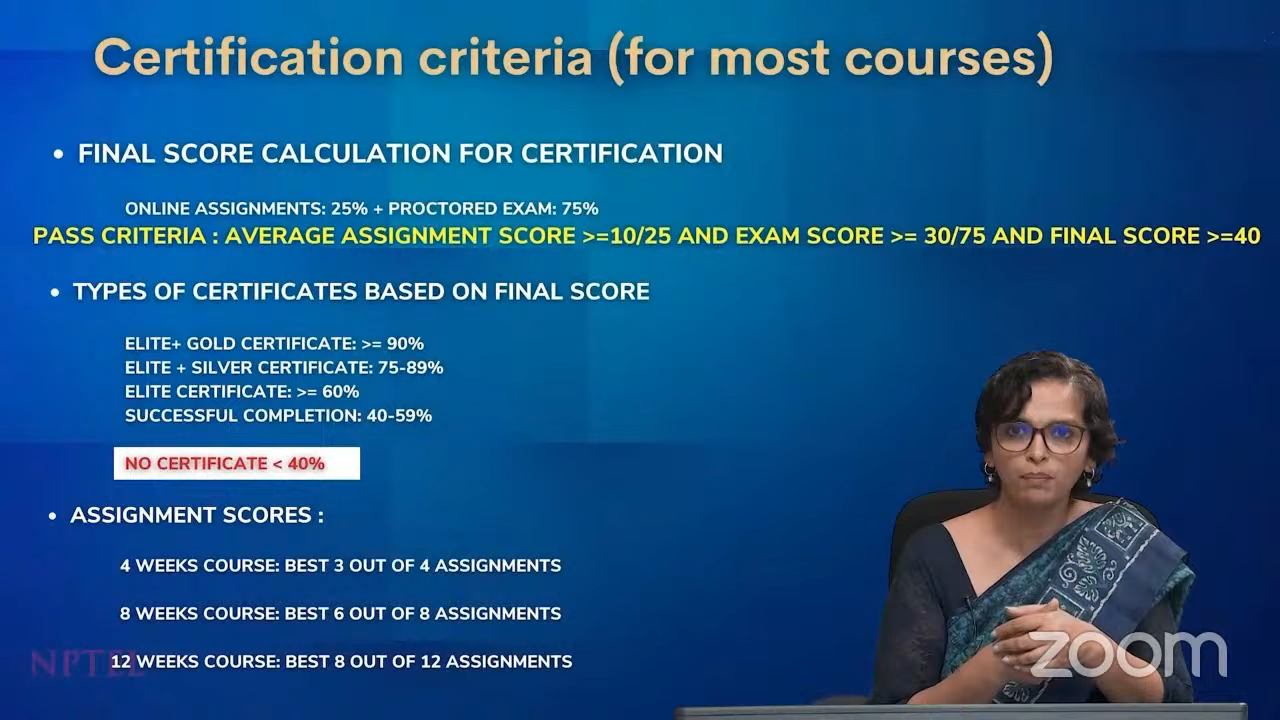 Certification criteria (for most courses)
• FINAL SCORE CALCULATION FOR CERTIFICATION
ONLINE ASSIGNMENTS: 25% + PROCTORED EXAM: 75%
PASS CRITERIA : AVERAGE ASSIGNMENT SCORE >=10/25 AND EXAM SCORE >= 30/75 AND FINAL SCORE >=40
• TYPES OF CERTIFICATES BASED ON FINAL SCORE
ELITE+ GOLD CERTIFICATE: >= 90%
ELITE + SILVER CERTIFICATE: 75-89%
ELITE CERTIFICATE: >= 60%
SUCCESSFUL COMPLETION: 40-59%
NO CERTIFICATE < 40%
• ASSIGNMENT SCORES :
4 WEEKS COURSE: BEST 3 OUT OF 4 ASSIGNMENTS
8 WEEKS COURSE: BEST 6 OUT OF 8 ASSIGNMENTS
12 WEEKS COURSE: BEST 8 OUT OF 12 ASSIGNMENTS
NPTEL
zoom